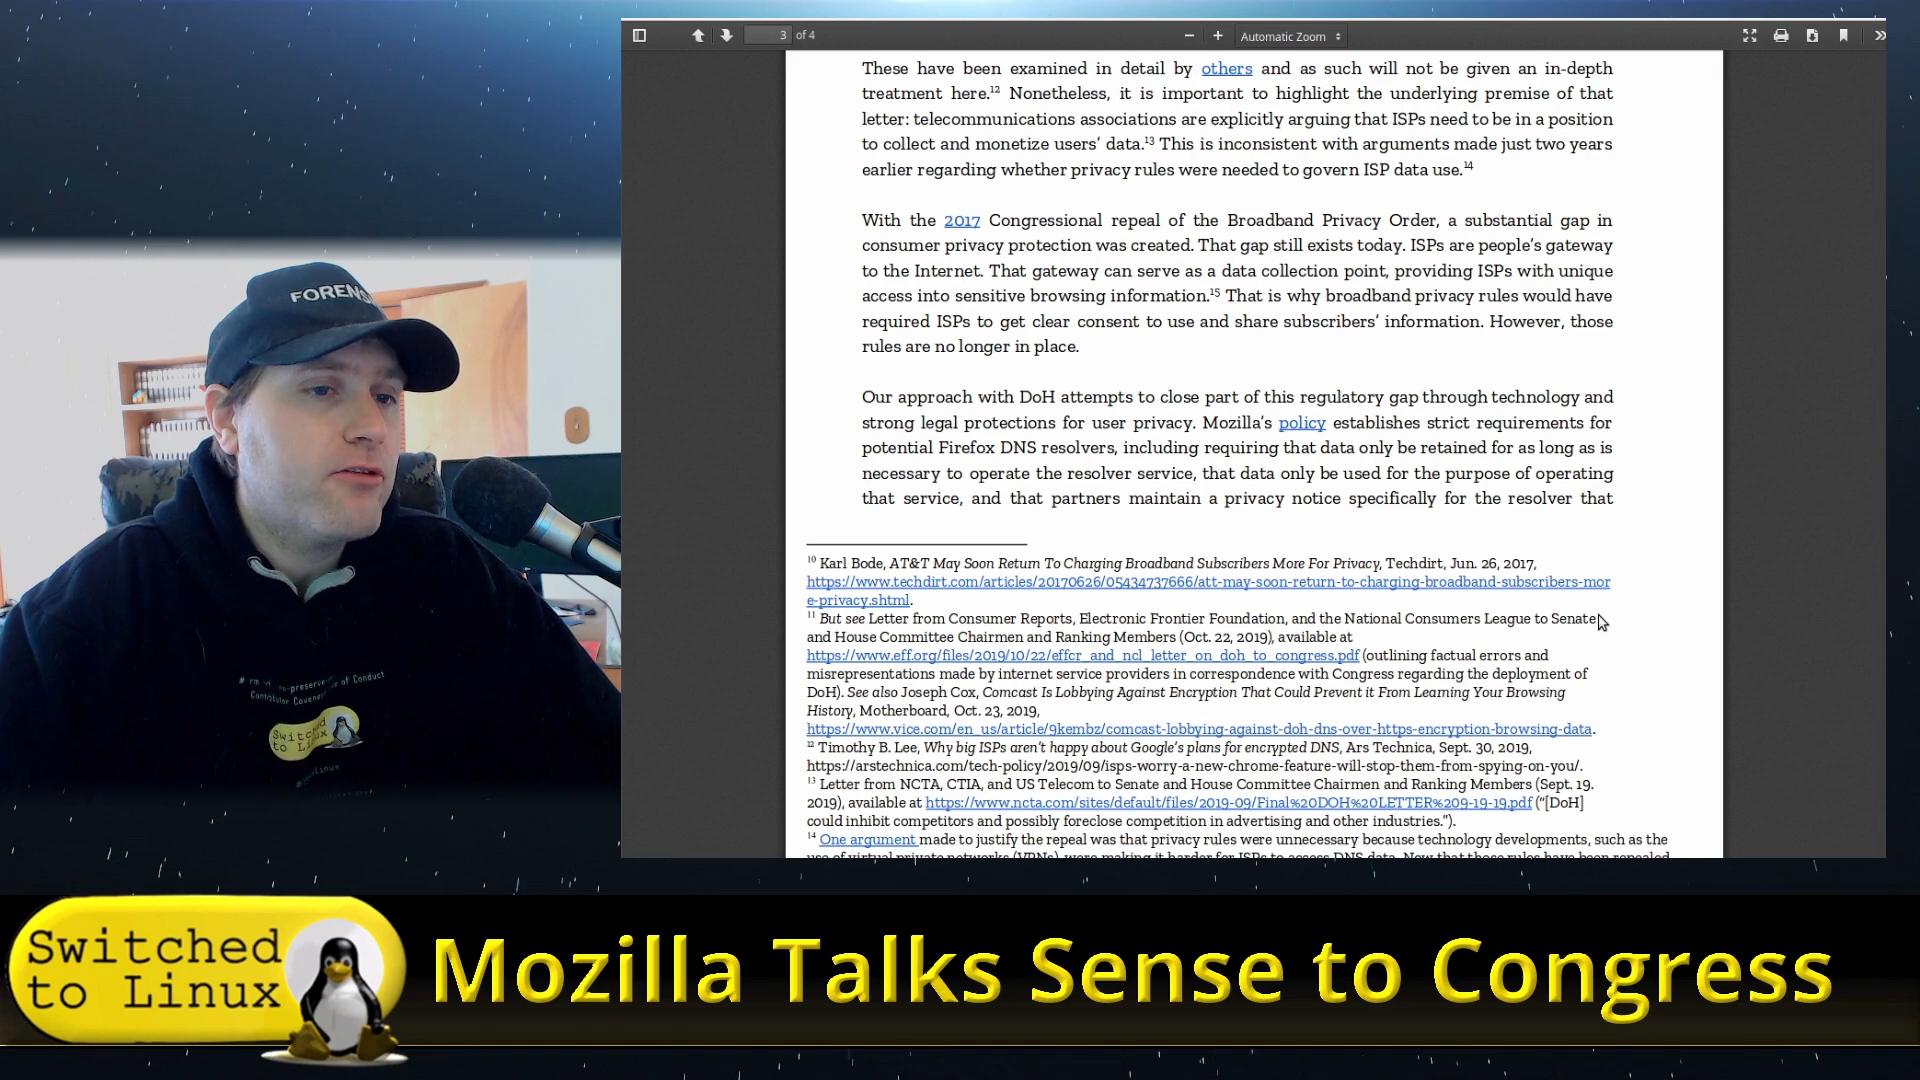 3 of 4
Automatic Zoom
These have been examined in detail by others and as such will not be given an in-depth
treatment here.¹² Nonetheless, it is important to highlight the underlying premise of that
letter: telecommunications associations are explicitly arguing that ISPs need to be in a position
to collect and monetize users’ data.¹³ This is inconsistent with arguments made just two years
earlier regarding whether privacy rules were needed to govern ISP data use.¹⁴
With the 2017 Congressional repeal of the Broadband Privacy Order, a substantial gap in
consumer privacy protection was created. That gap still exists today. ISPs are people’s gateway
to the Internet. That gateway can serve as a data collection point, providing ISPs with unique
access into sensitive browsing information.¹⁵ That is why broadband privacy rules would have
required ISPs to get clear consent to use and share subscribers’ information. However, those
rules are no longer in place.
Our approach with DoH attempts to close part of this regulatory gap through technology and
strong legal protections for user privacy. Mozilla’s policy establishes strict requirements for
potential Firefox DNS resolvers, including requiring that data only be retained for as long as is
necessary to operate the resolver service, that data only be used for the purpose of operating
that service, and that partners maintain a privacy notice specifically for the resolver that
¹⁰ Karl Bode, AT&T May Soon Return To Charging Broadband Subscribers More For Privacy, Techdirt, Jun. 26, 2017,
https://www.techdirt.com/articles/20170626/05434737666/att-may-soon-return-to-charging-broadband-subscribers-mor
e-privacy.shtml.
¹¹ But see Letter from Consumer Reports, Electronic Frontier Foundation, and the National Consumers League to Senate
and House Committee Chairmen and Ranking Members (Oct. 22, 2019), available at
https://www.eff.org/files/2019/10/22/effcr_and_ncl_letter_on_doh_to_congress.pdf (outlining factual errors and
misrepresentations made by internet service providers in correspondence with Congress regarding the deployment of
DoH). See also Joseph Cox, Comcast Is Lobbying Against Encryption That Could Prevent it From Learning Your Browsing
History, Motherboard, Oct. 23, 2019,
https://www.vice.com/en_us/article/9kembz/comcast-lobbying-against-doh-dns-over-https-encryption-browsing-data.
¹² Timothy B. Lee, Why big ISPs aren’t happy about Google’s plans for encrypted DNS, Ars Technica, Sept. 30, 2019,
https://arstechnica.com/tech-policy/2019/09/isps-worry-a-new-chrome-feature-will-stop-them-from-spying-on-you/.
¹³ Letter from NCTA, CTIA, and US Telecom to Senate and House Committee Chairmen and Ranking Members (Sept. 19.
2019), available at https://www.ncta.com/sites/default/files/2019-09/Final%20DOH%20LETTER%209-19-19.pdf (“[DoH]
could inhibit competitors and possibly foreclose competition in advertising and other industries.”).
¹⁴ One argument made to justify the repeal was that privacy rules were unnecessary because technology developments, such as the
use of virtual private networks (VPNs), were making it harder for ISPs to access DNS data. Now that those rules have been repealed
FORENS
of Conduct
Switched
to Linux
Mozilla Talks Sense to Congress